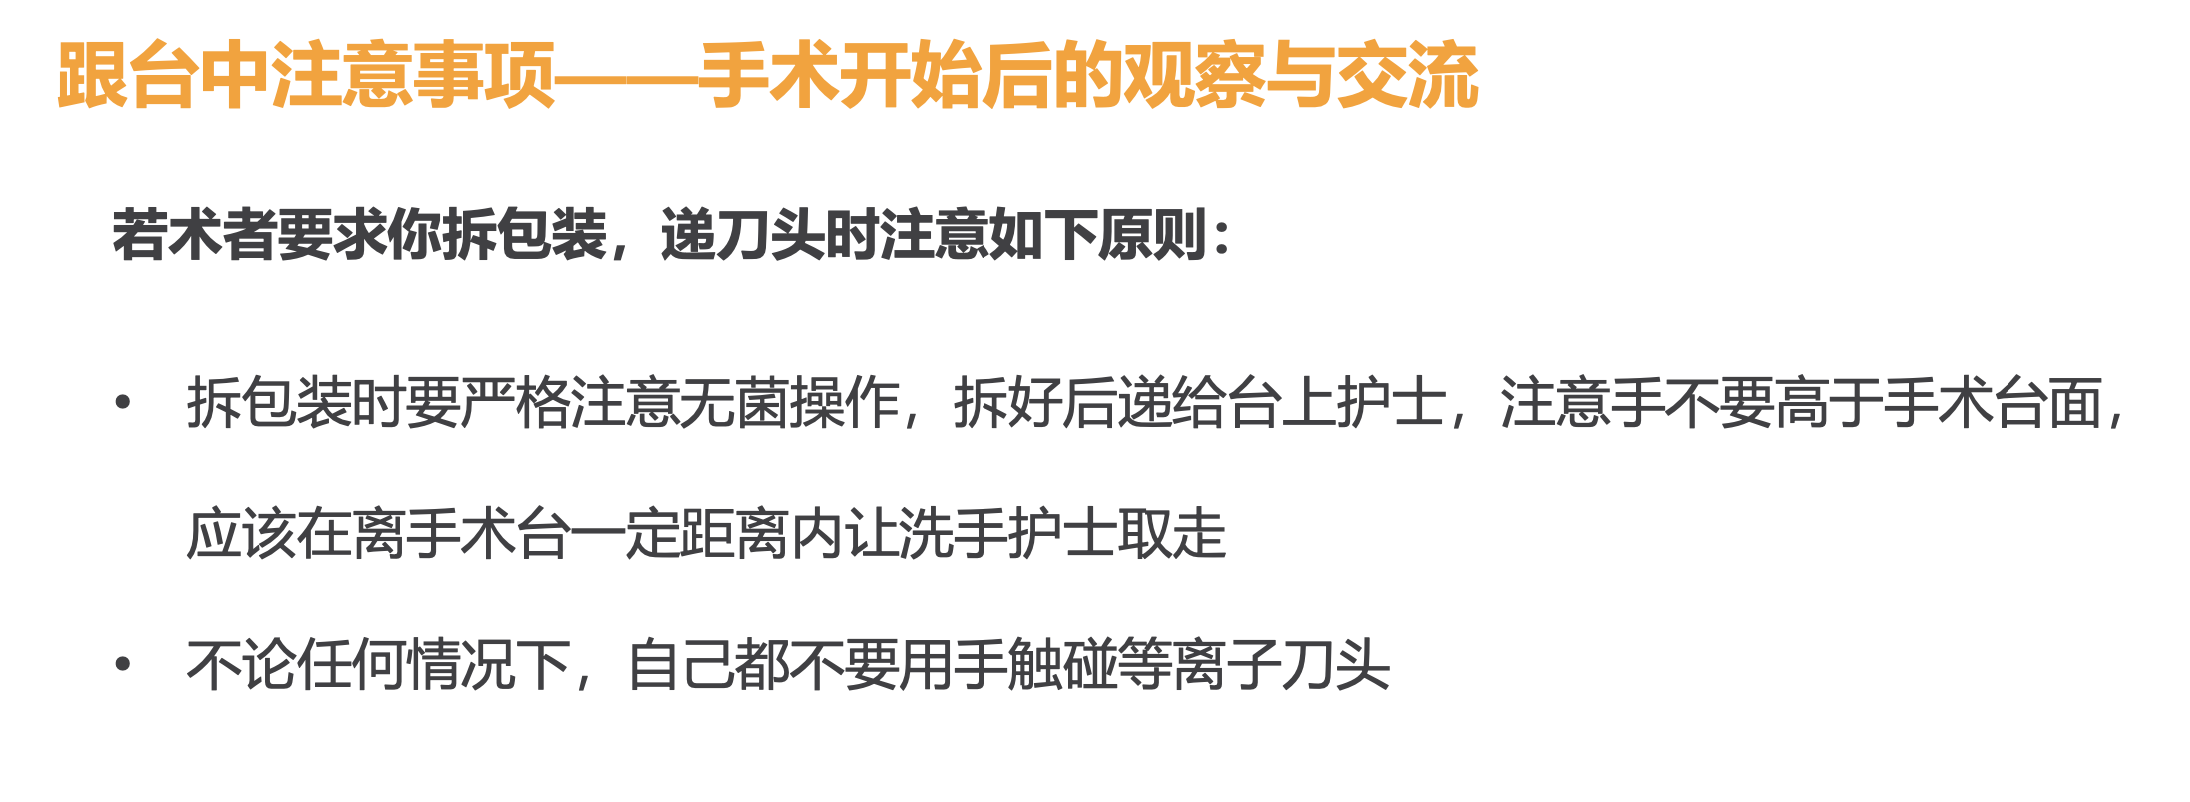 跟台中注意事项——手术开始后的观察与交流
若术者要求你拆包装，递刀头时注意如下原则：
• 拆包装时要严格注意无菌操作，拆好后递给台上护士，注意手不要高于手术台面，
应该在离手术台一定距离内让洗手护士取走
• 不论任何情况下，自己都不要用手触碰等离子刀头